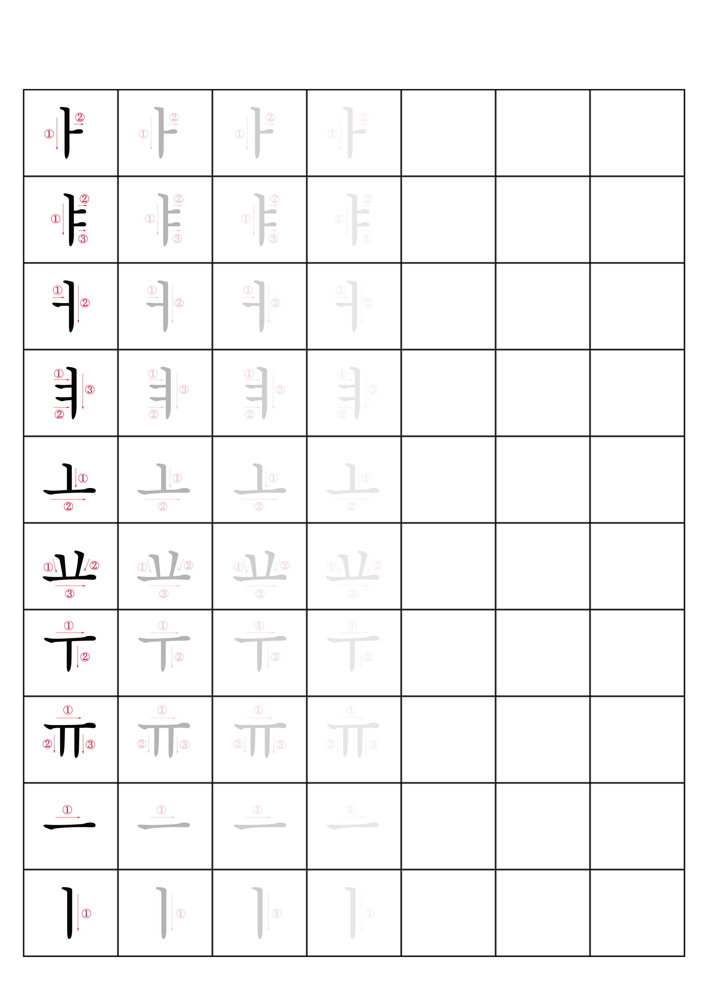 ㅏ ㅏ ㅏ ㅏ
ㅑ ㅑ ㅑ ㅑ
ㅓ ㅓ ㅓ ㅓ
ㅕ ㅕ ㅕ ㅕ
ㅗ ㅗ ㅗ ㅗ
ㅛ ㅛ ㅛ ㅛ
ㅜ ㅜ ㅜ ㅜ
ㅠ ㅠ ㅠ ㅠ
ㅡ ㅡ ㅡ ㅡ
ㅣ ㅣ ㅣ ㅣ